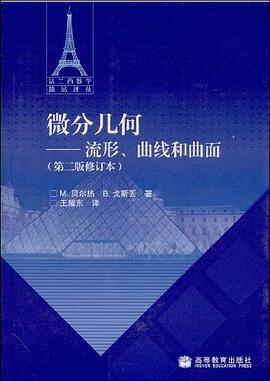 法兰西数学
精品译丛
微分几何
——流形、曲线和曲面
(第二版修订本)
□M.贝尔热 B.戈斯丢 著
□王耀东 译
高等教育出版社
HIGHER EDUCATION PRESS